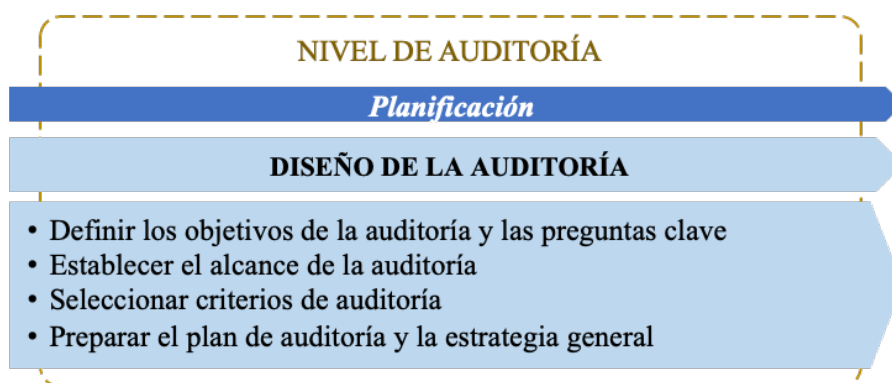 NIVEL DE AUDITORÍA
Planificación
DISEÑO DE LA AUDITORÍA
• Definir los objetivos de la auditoría y las preguntas clave
• Establecer el alcance de la auditoría
• Seleccionar criterios de auditoría
• Preparar el plan de auditoría y la estrategia general